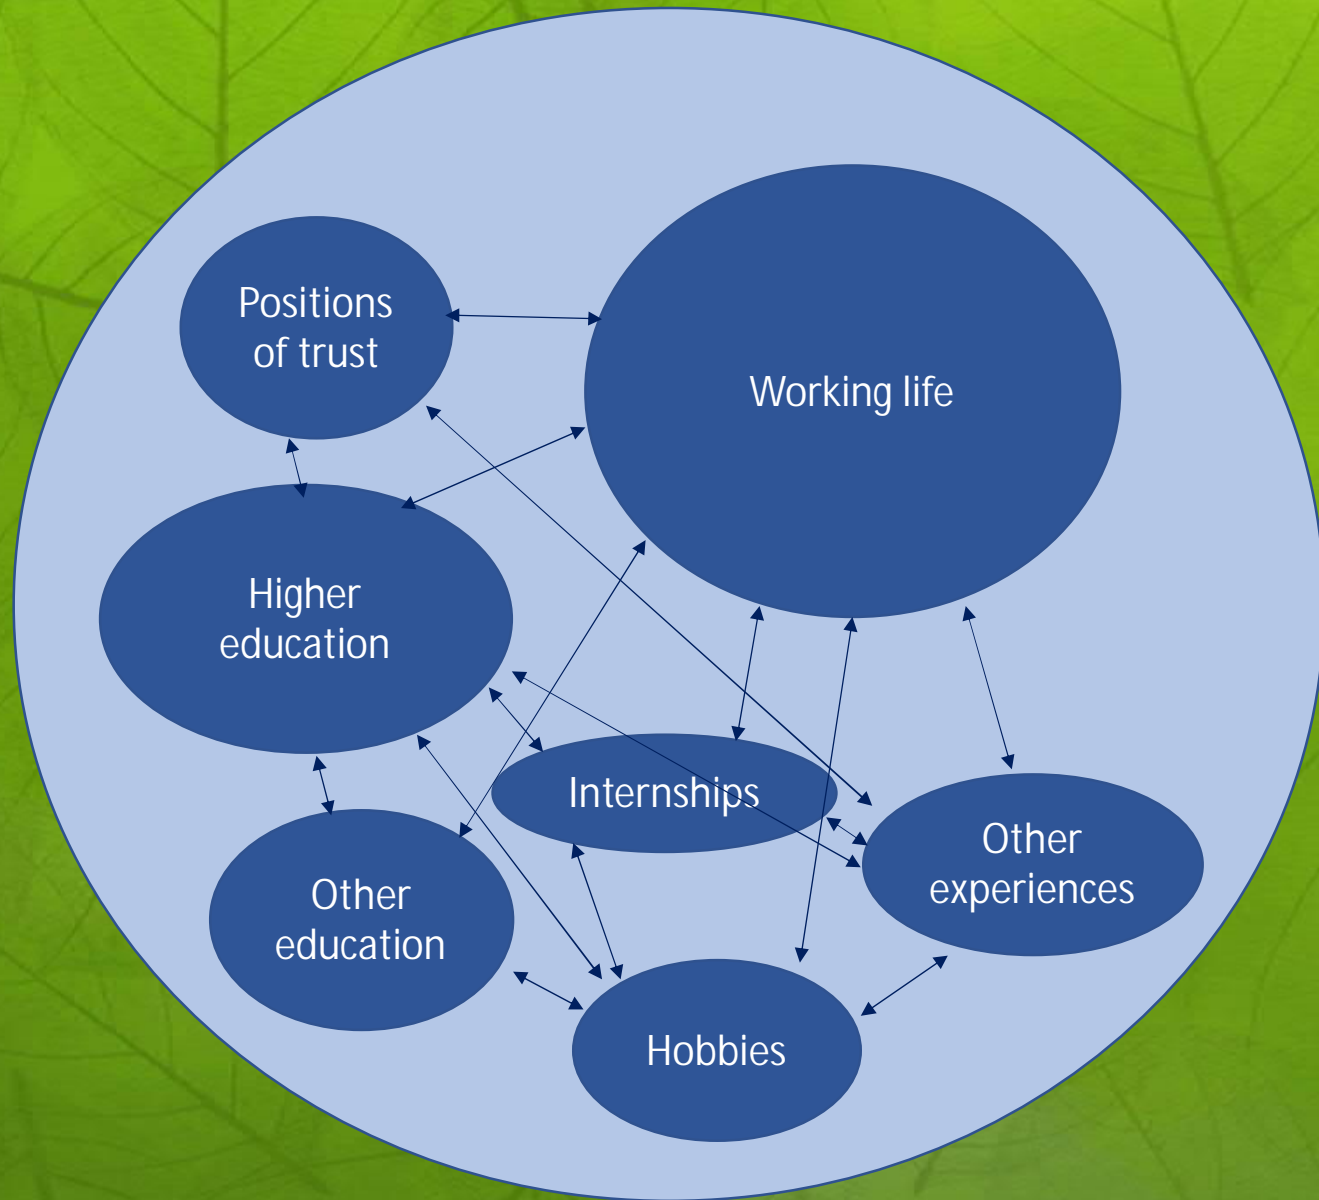 Positions
of trust
Working life
Higher
education
Internships
Other
experiences
Other
education
Hobbies